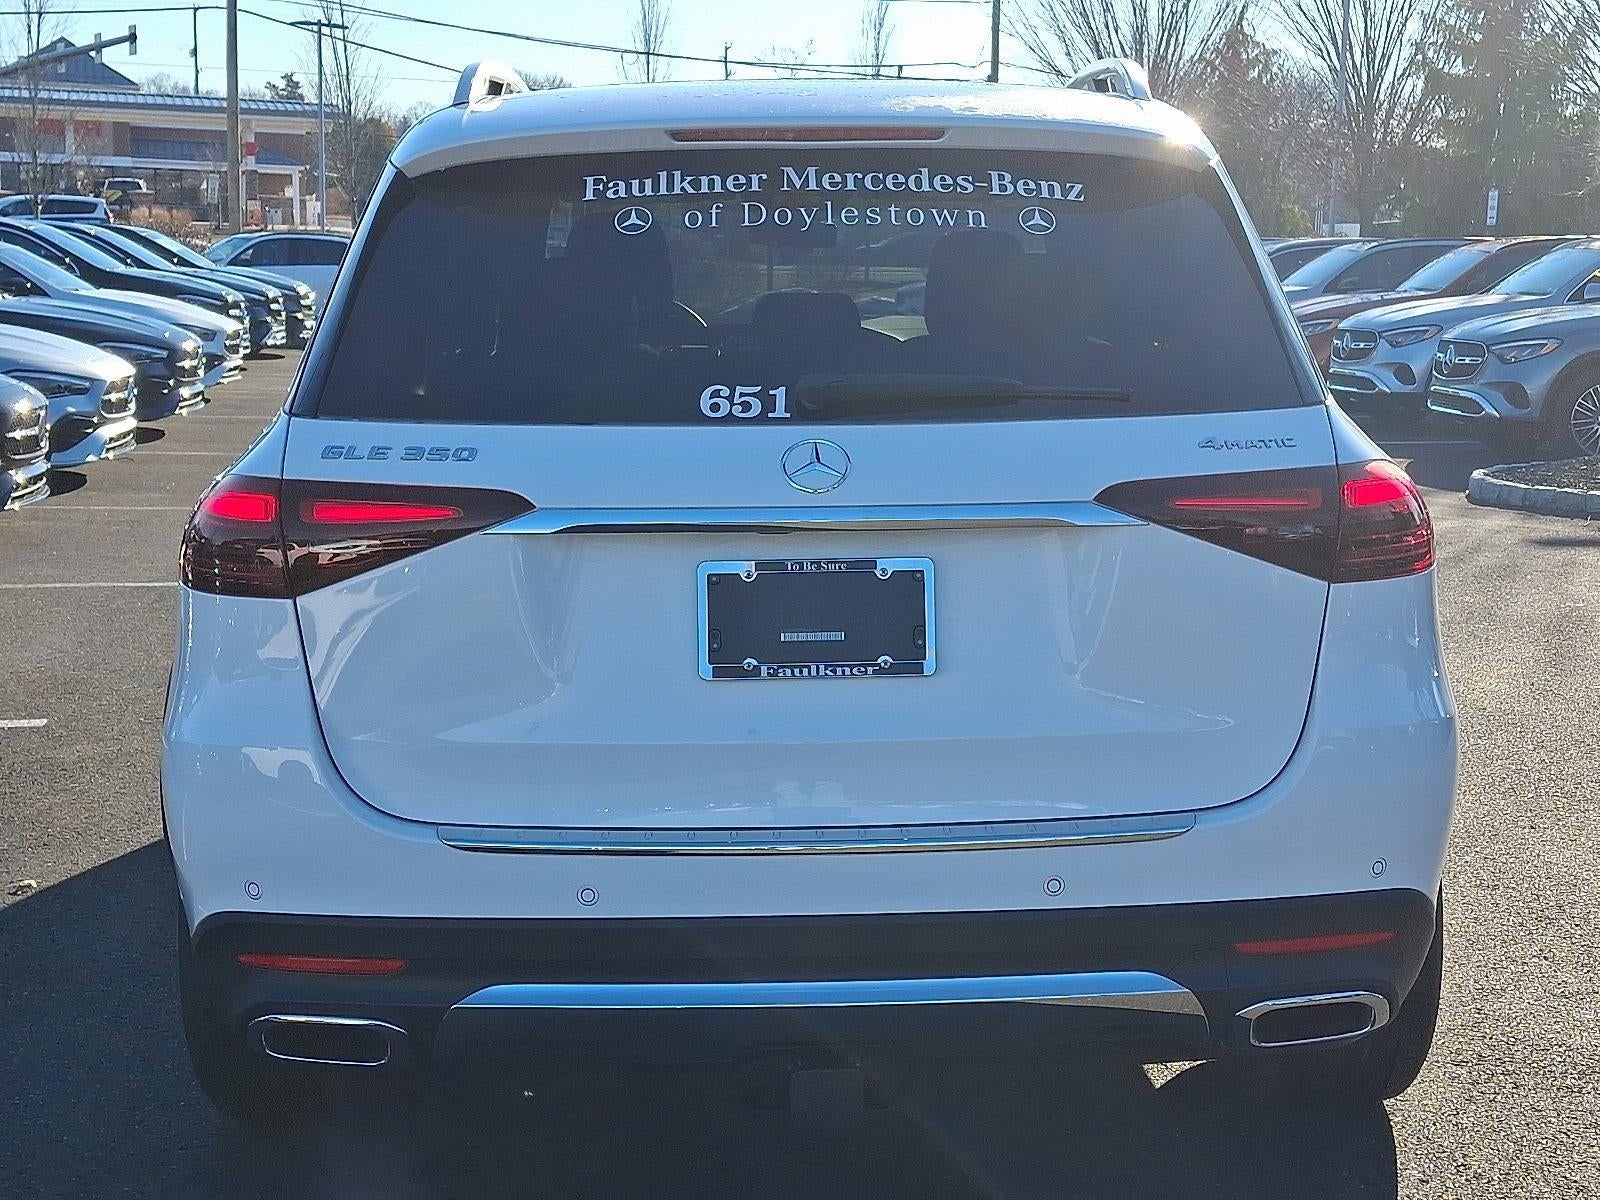 Faulkner Mercedes-Benz
of Doylestown
651
GLE 350
4MATIC
To Be Sure
Faulkner